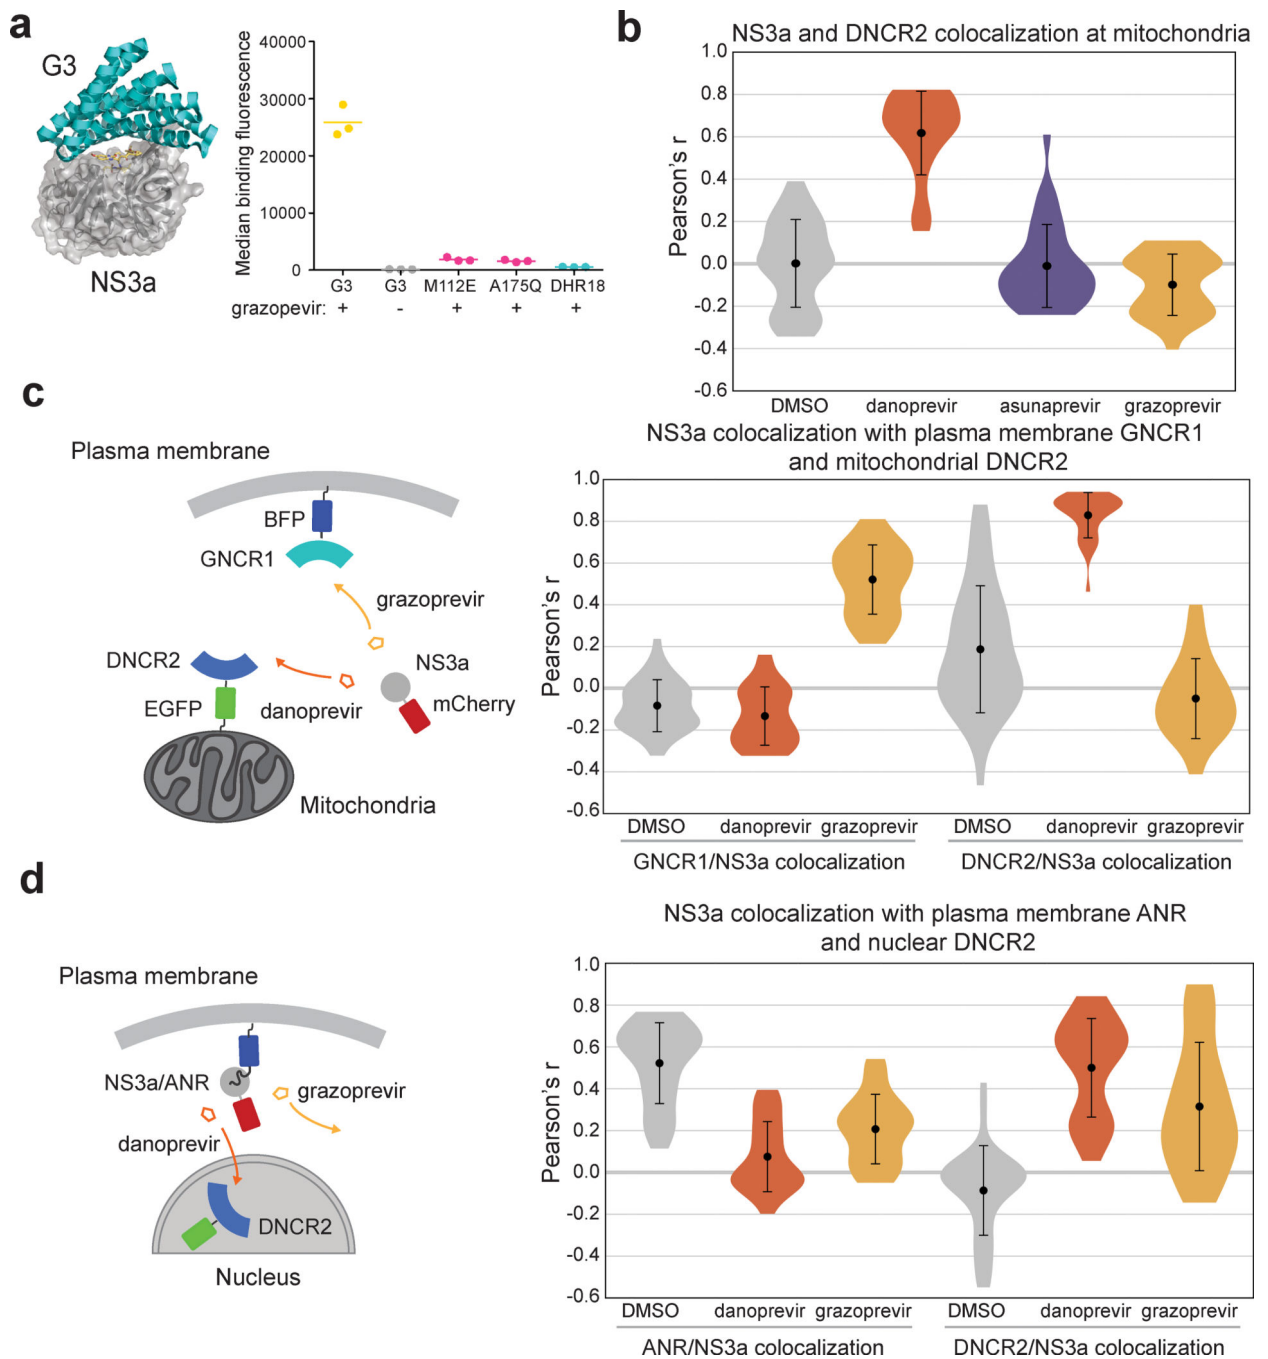 a
G3
NS3a
Median binding fluorescence
40000
30000
20000
10000
0
G3 G3 M112E A175Q DHR18
grazopevir: + - + + +
b
NS3a and DNCR2 colocalization at mitochondria
Pearson's r
1.0
0.8
0.6
0.4
0.2
0.0
-0.2
-0.4
-0.6
DMSO danoprevir asunaprevir grazoprevir
c
Plasma membrane
BFP
GNCR1
grazoprevir
DNCR2
NS3a
EGFP
danoprevir
mCherry
Mitochondria
NS3a colocalization with plasma membrane GNCR1
and mitochondrial DNCR2
Pearson's r
1.0
0.8
0.6
0.4
0.2
0.0
-0.2
-0.4
-0.6
DMSO danoprevir grazoprevir DMSO danoprevir grazoprevir
GNCR1/NS3a colocalization DNCR2/NS3a colocalization
d
Plasma membrane
NS3a/ANR
grazoprevir
danoprevir
DNCR2
Nucleus
NS3a colocalization with plasma membrane ANR
and nuclear DNCR2
Pearson's r
1.0
0.8
0.6
0.4
0.2
0.0
-0.2
-0.4
-0.6
DMSO danoprevir grazoprevir DMSO danoprevir grazoprevir
ANR/NS3a colocalization DNCR2/NS3a colocalization